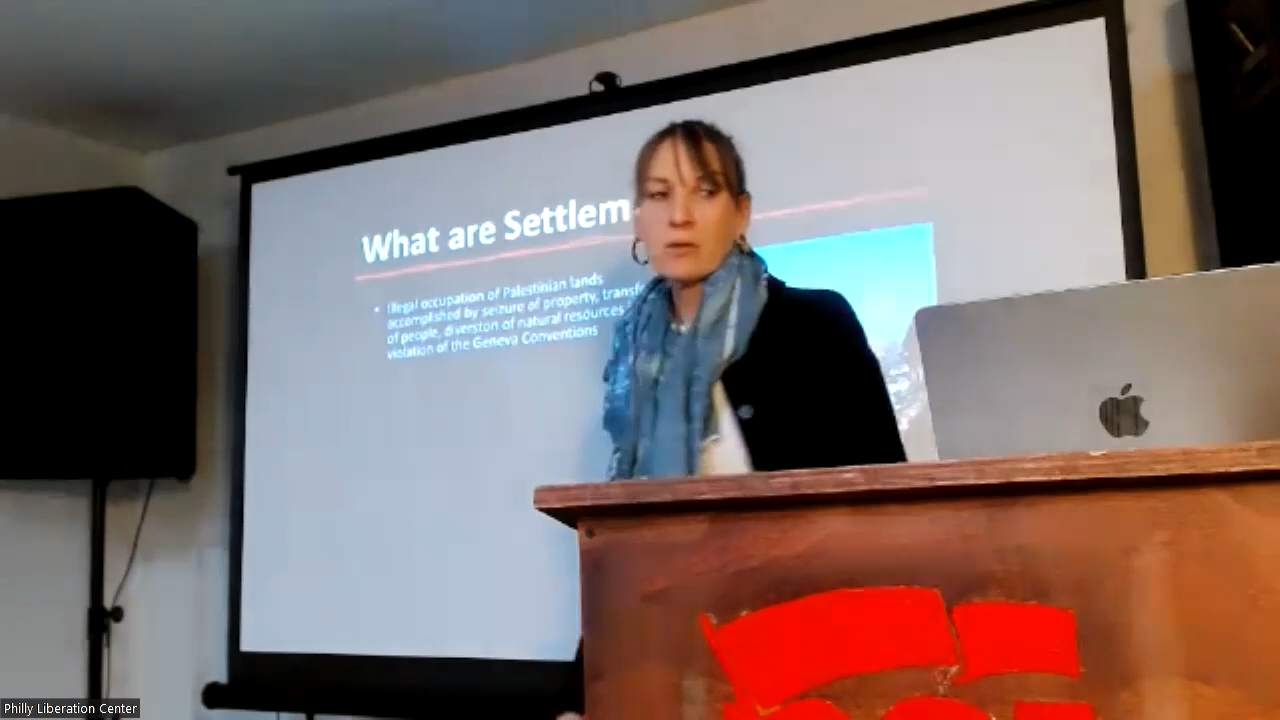 What are Settlem
• Illegal occupation of Palestinian lands
accomplished by seizure of property, transf
of people, diversion of natural resources
violation of the Geneva Conventions
Philly Liberation Center